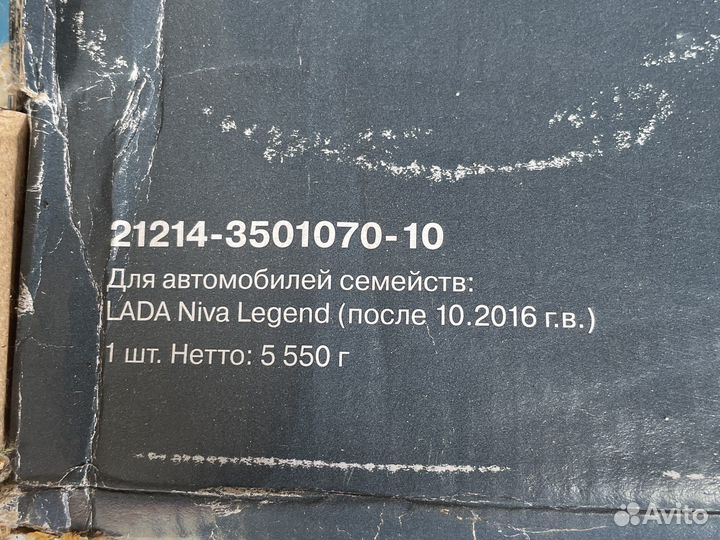 21214-3501070-10
Для автомобилей семейств:
LADA Niva Legend (после 10.2016 г.в.)
1 шт. Нетто: 5 550 г
Avito